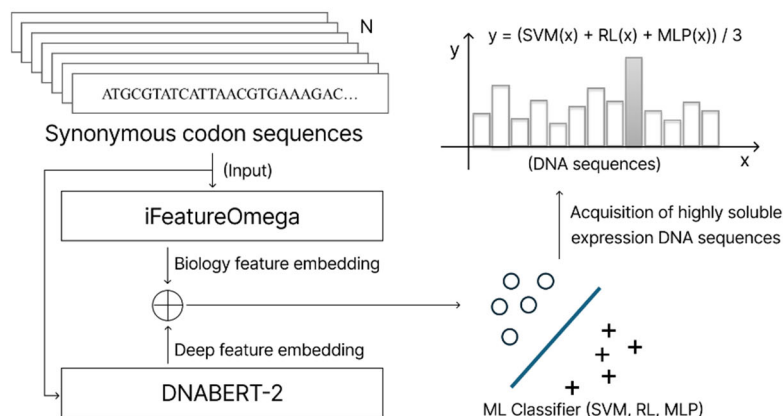 N
ATGCGTATCATTAACGTGAAAGAC...
Synonymous codon sequences
(Input)
iFeatureOmega
Biology feature embedding
Deep feature embedding
DNABERT-2
y = (SVM(x) + RL(x) + MLP(x)) / 3
y
x
(DNA sequences)
Acquisition of highly soluble
expression DNA sequences
ML Classifier (SVM, RL, MLP)